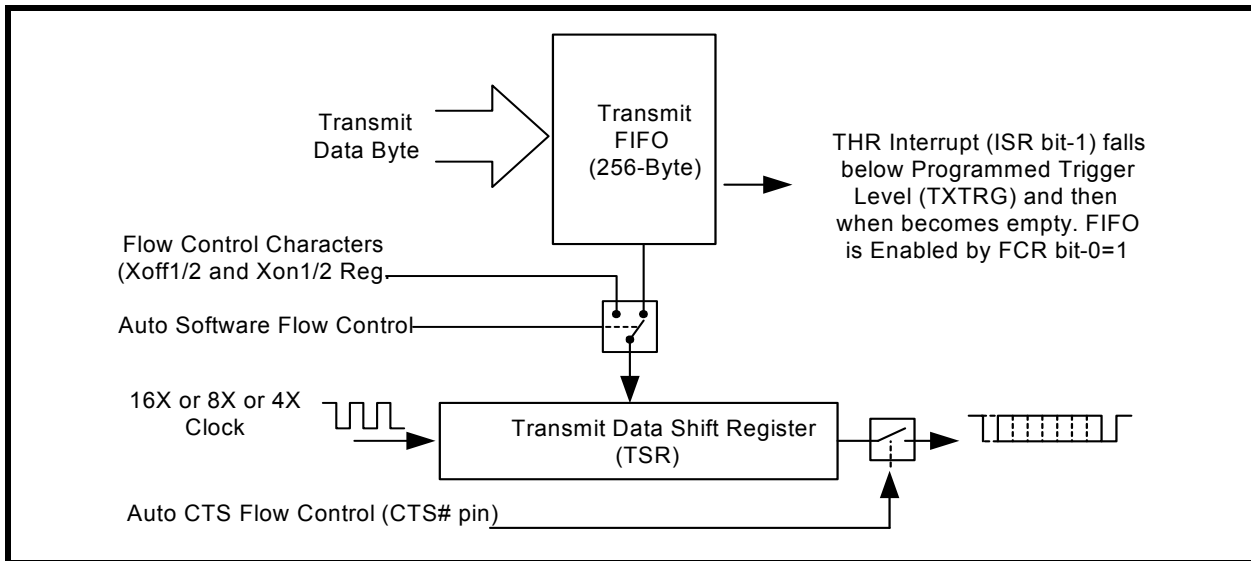 Transmit
FIFO
(256-Byte)
Transmit
Data Byte
THR Interrupt (ISR bit-1) falls
below Programmed Trigger
Level (TXTRG) and then
when becomes empty. FIFO
is Enabled by FCR bit-0=1
Flow Control Characters
(Xoff1/2 and Xon1/2 Reg.
Auto Software Flow Control
16X or 8X or 4X
Clock
Transmit Data Shift Register
(TSR)
Auto CTS Flow Control (CTS# pin)